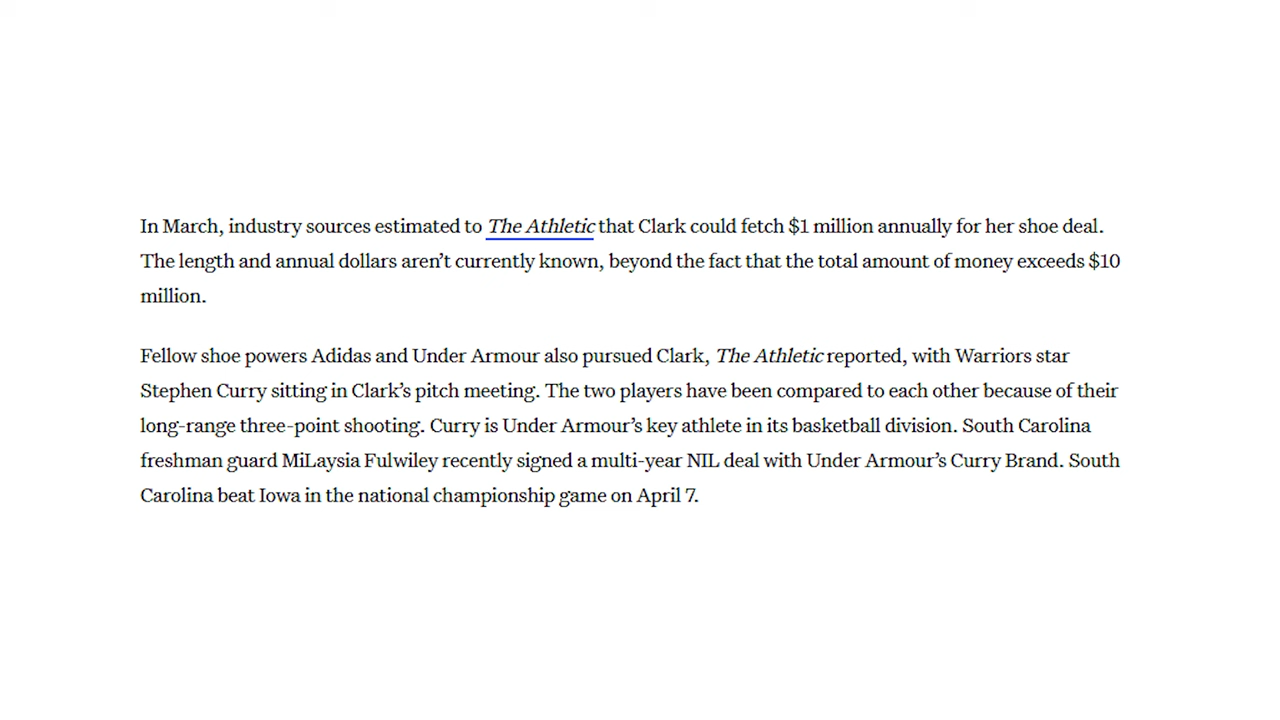 In March, industry sources estimated to The Athletic that Clark could fetch $1 million annually for her shoe deal.
The length and annual dollars aren’t currently known, beyond the fact that the total amount of money exceeds $10
million.
Fellow shoe powers Adidas and Under Armour also pursued Clark, The Athletic reported, with Warriors star
Stephen Curry sitting in Clark’s pitch meeting. The two players have been compared to each other because of their
long-range three-point shooting. Curry is Under Armour’s key athlete in its basketball division. South Carolina
freshman guard MiLaysia Fulwiley recently signed a multi-year NIL deal with Under Armour’s Curry Brand. South
Carolina beat Iowa in the national championship game on April 7.